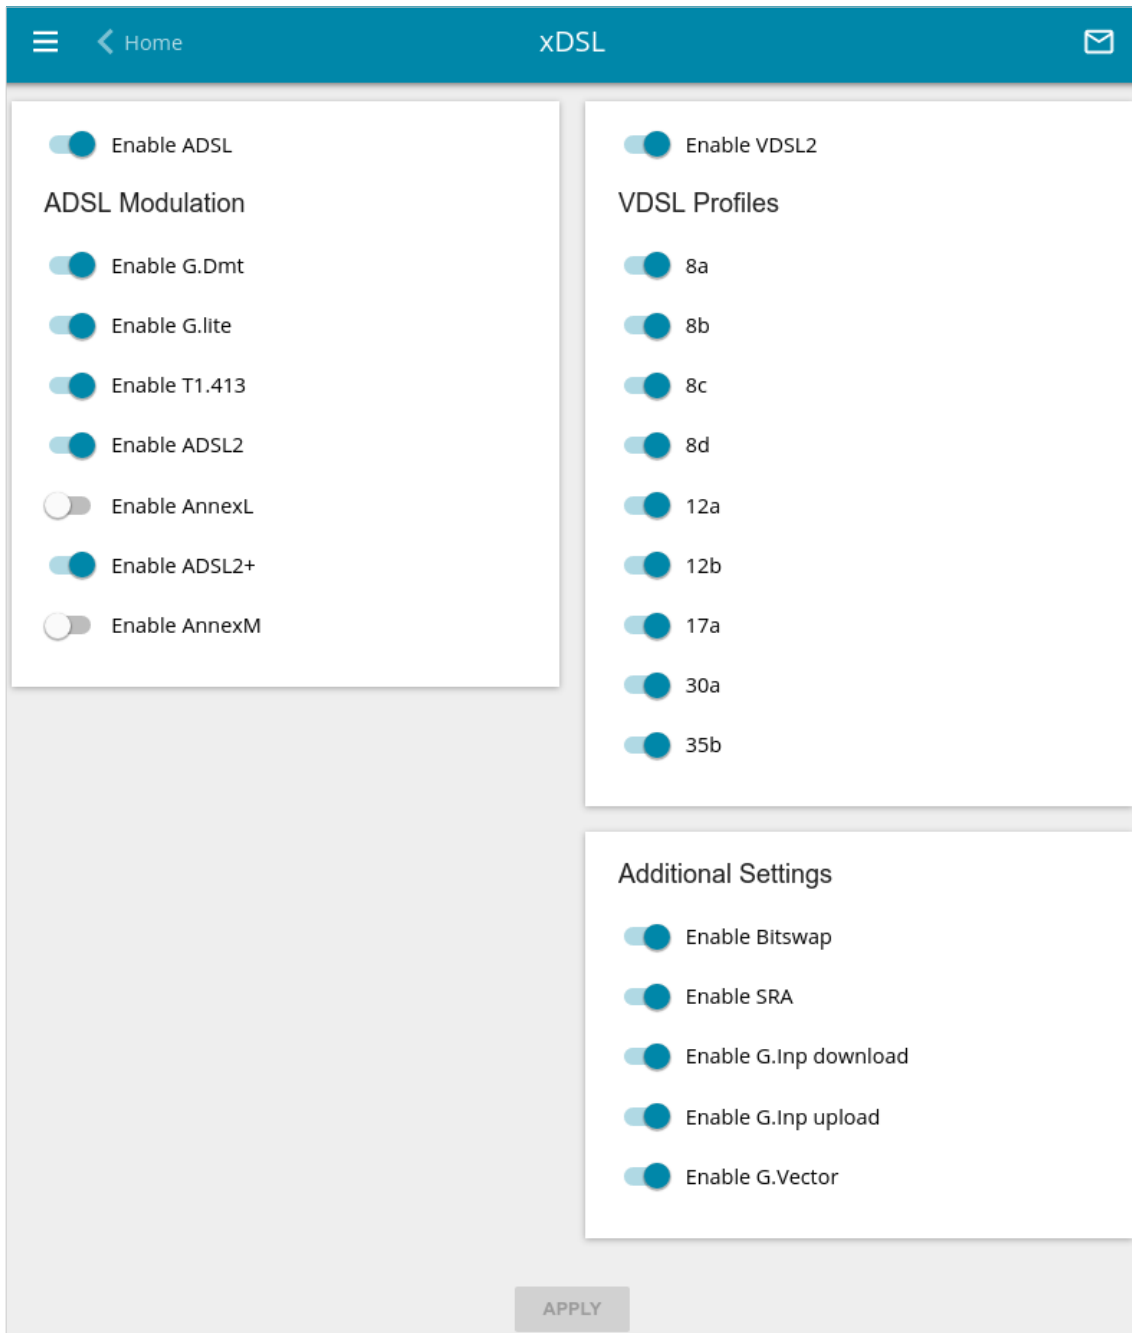 Home
xDSL
Enable ADSL
ADSL Modulation
Enable G.Dmt
Enable G.lite
Enable T1.413
Enable ADSL2
Enable AnnexL
Enable ADSL2+
Enable AnnexM
Enable VDSL2
VDSL Profiles
8a
8b
8c
8d
12a
12b
17a
30a
35b
Additional Settings
Enable Bitswap
Enable SRA
Enable G.Inp download
Enable G.Inp upload
Enable G.Vector
APPLY